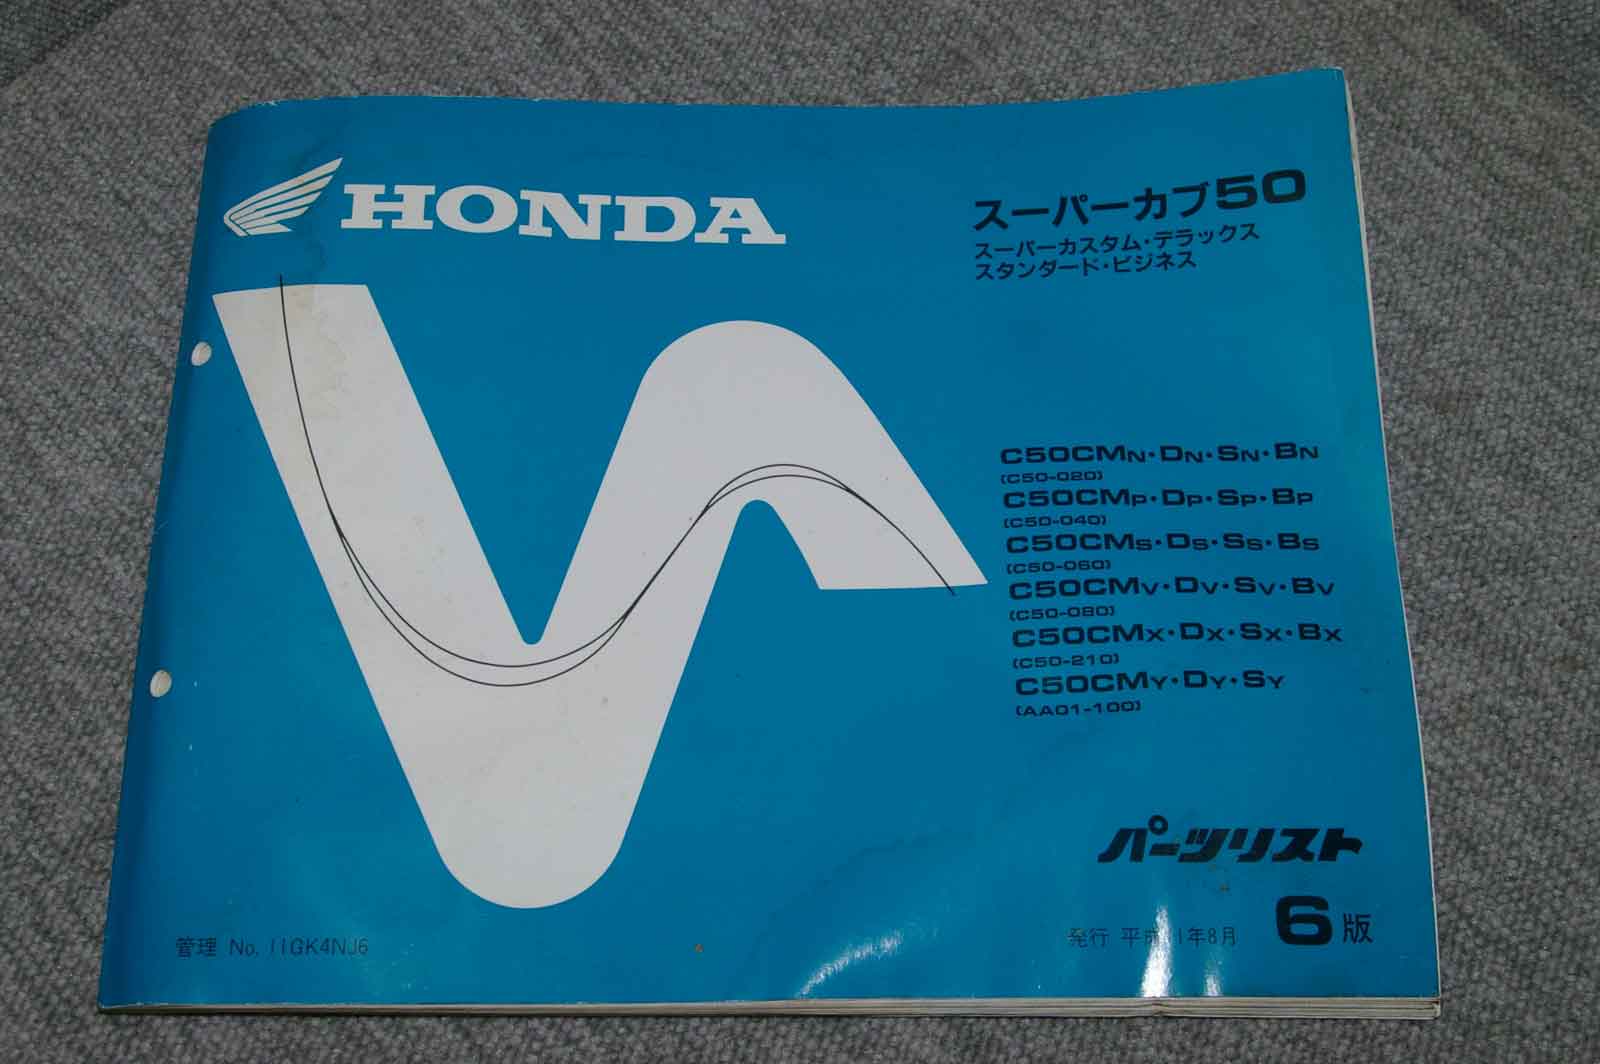 HONDA
スーパーカブ50
スーパーカスタム・デラックス
スタンダード・ビジネス
C50CMN・DN・SN・BN
(C50-020)
C50CMP・DP・SP・BP
(C50-040)
C50CMS・DS・SS・BS
(C50-060)
C50CMV・DV・SV・BV
(C50-080)
C50CMX・DX・SX・BX
(C50-210)
C50CMY・DY・SY
(AA01-100)
パーツリスト
6版
管理 No. 11GK4NJ6
発行 平成11年8月